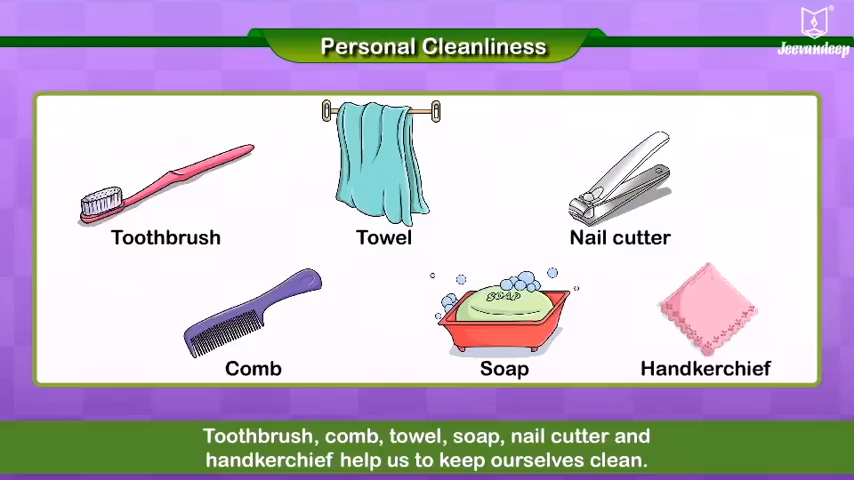 Personal Cleanliness
Jeevandeep
Toothbrush
Towel
Nail cutter
SOAP
Comb
Soap
Handkerchief
Toothbrush, comb, towel, soap, nail cutter and
handkerchief help us to keep ourselves clean.